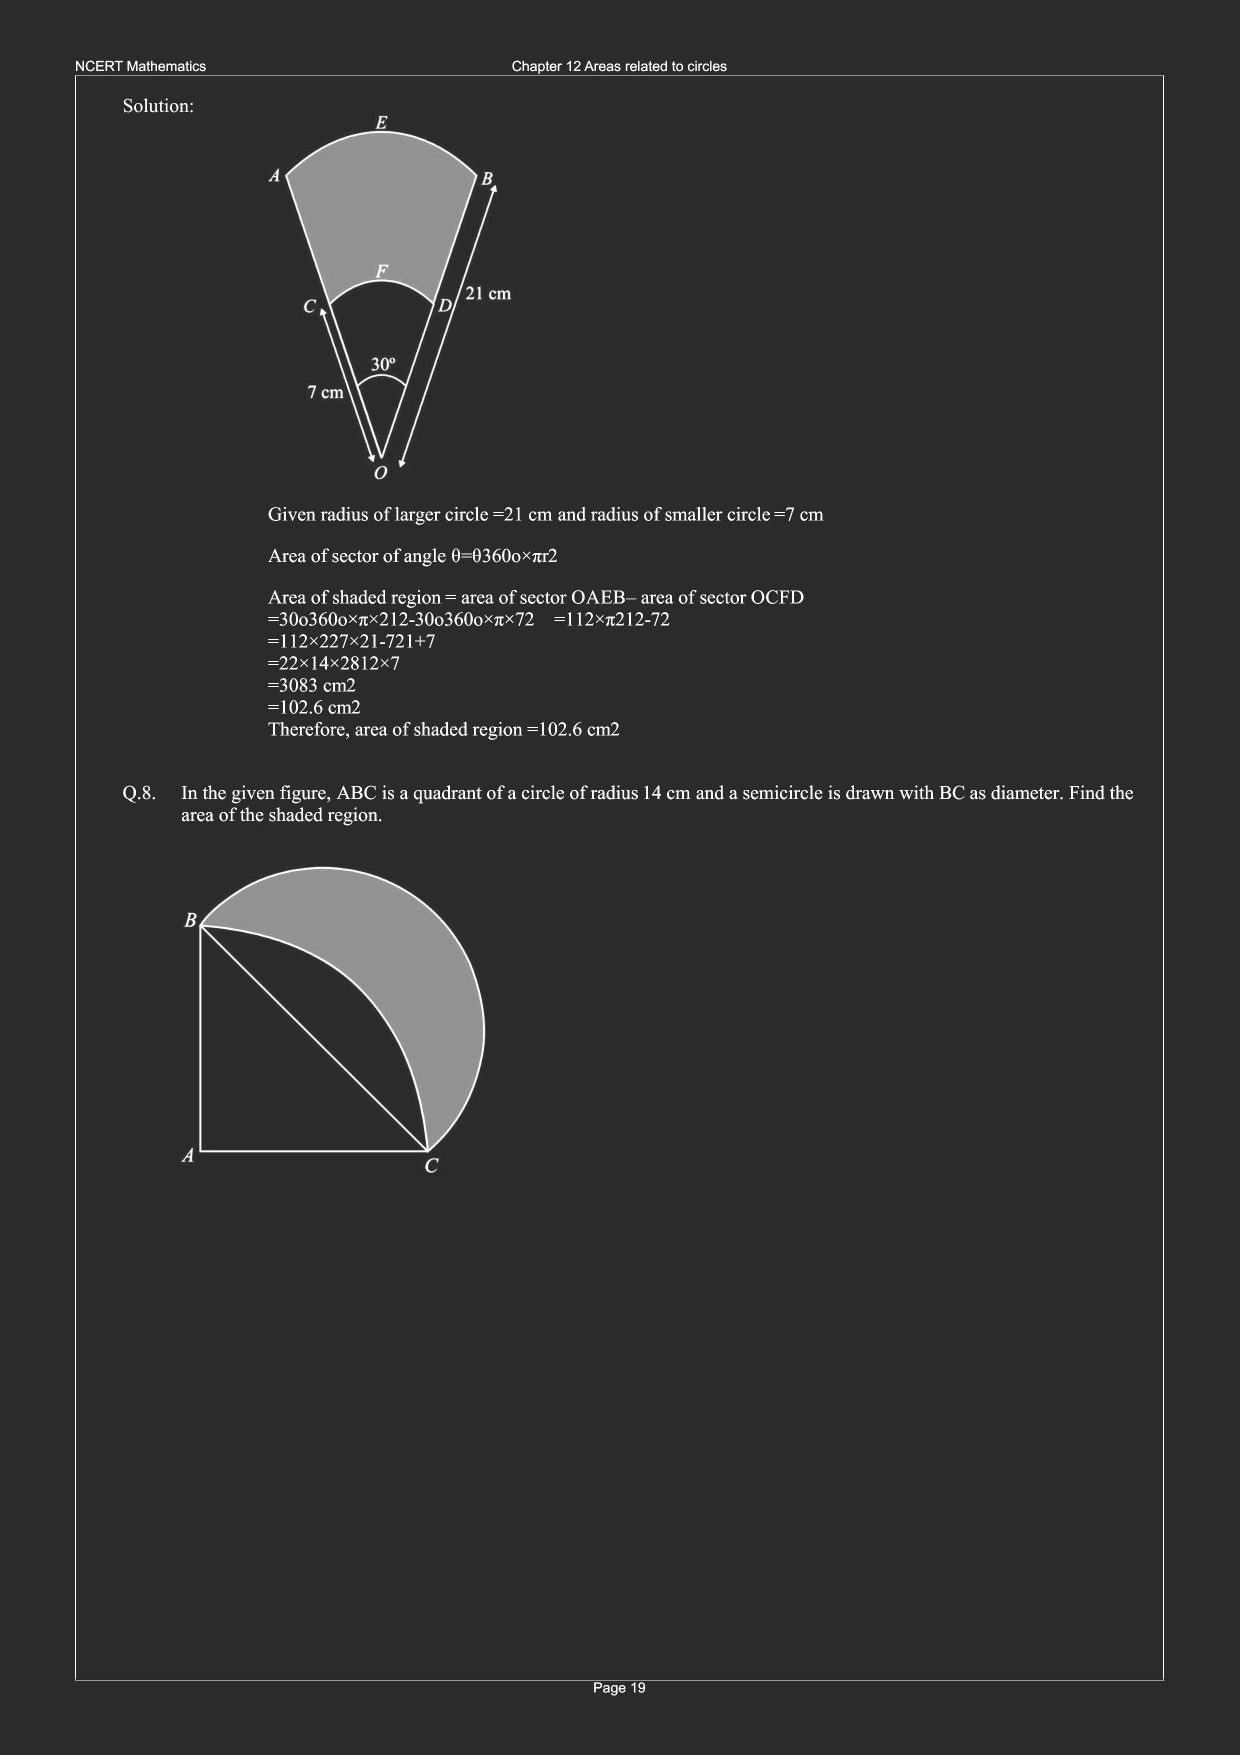 NCERT Mathematics Chapter 12 Areas related to circles
Solution:
E
A
B
F
C
D
21 cm
30º
7 cm
O
Given radius of larger circle =21 cm and radius of smaller circle =7 cm
Area of sector of angle θ=θ360o×πr2
Area of shaded region = area of sector OAEB– area of sector OCFD
=30o360o×π×212-30o360o×π×72 =112×π212-72
=112×227×21-721+7
=22×14×2812×7
=3083 cm2
=102.6 cm2
Therefore, area of shaded region =102.6 cm2
Q.8. In the given figure, ABC is a quadrant of a circle of radius 14 cm and a semicircle is drawn with BC as diameter. Find the
area of the shaded region.
B
A
C
Page 19